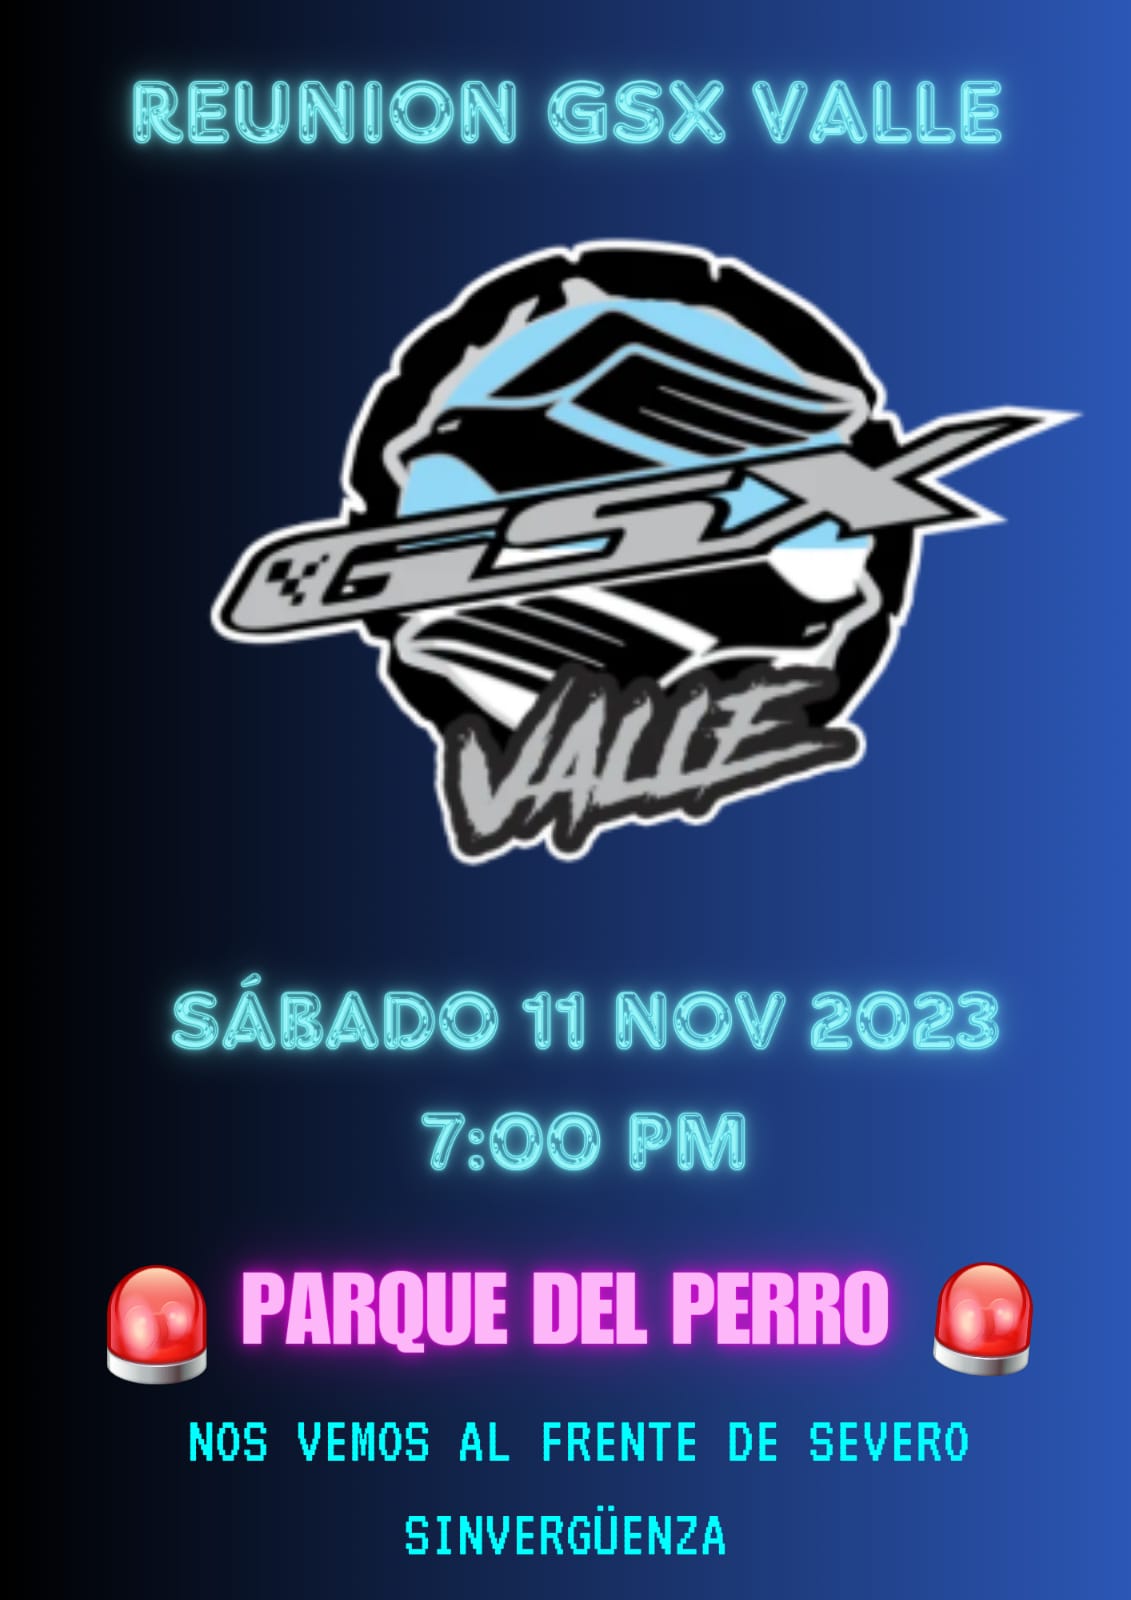 REUNION GSX VALLE
GSX
VALLE
SÁBADO 11 NOV 2023
7:00 PM
PARQUE DEL PERRO
NOS VEMOS AL FRENTE DE SEVERO
SINVERGÜENZA